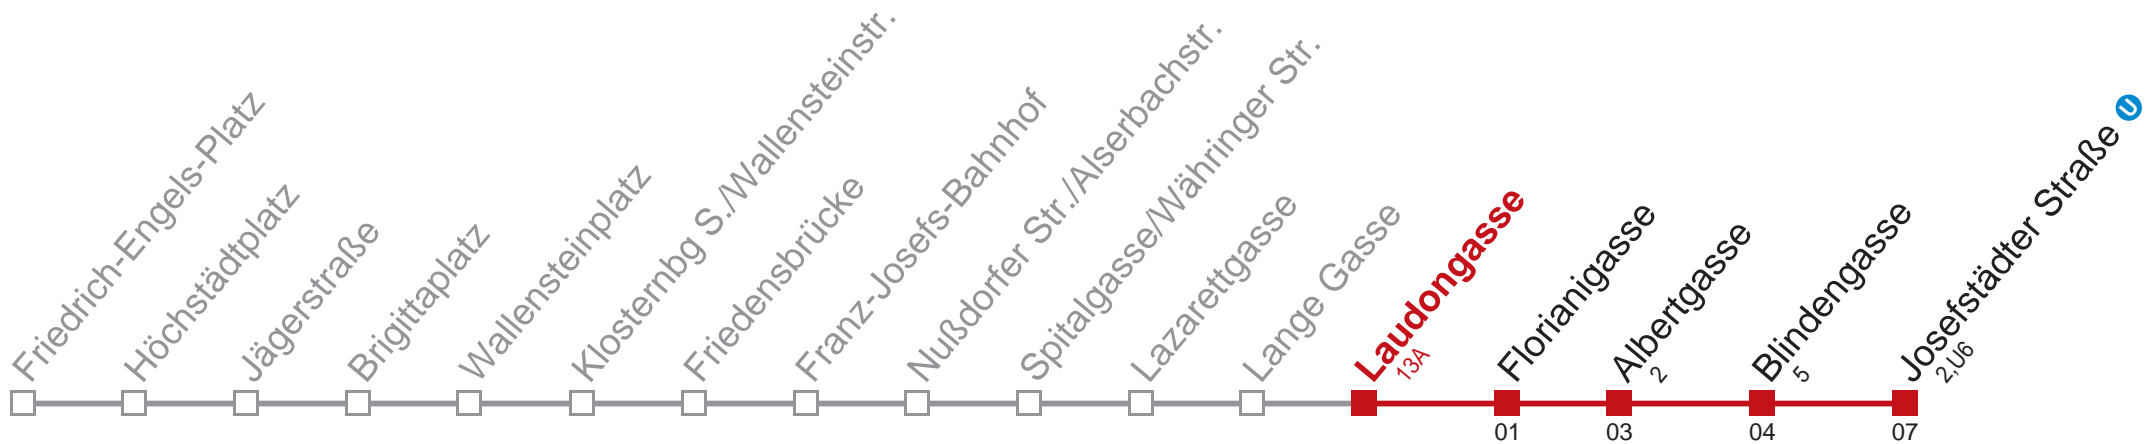 Friedrich-Engels-Platz
Höchstädtplatz
Jägerstraße
Brigittaplatz
Wallensteinplatz
Klosternbg S./Wallensteinstr.
Friedensbrücke
Franz-Josefs-Bahnhof
Nußdorfer Str./Alserbachstr.
Spitalgasse/Währinger Str.
Lazarettgasse
Lange Gasse
Laudongasse
13A
Florianigasse
Albertgasse
2
Blindengasse
5
Josefstädter Straße U
2,U6
01 03 04 07